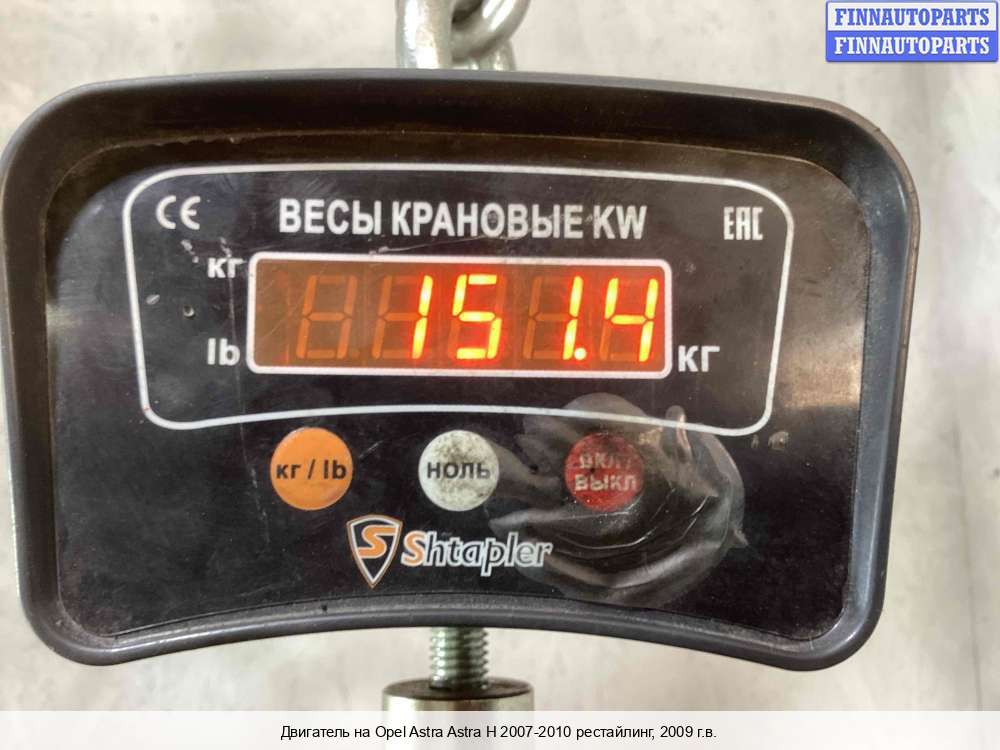 FINNAUTOPARTS
FINNAUTOPARTS
CE
ВЕСЫ КРАНОВЫЕ KW
EAC
кг
151.4
lb
кг
кг / lb
НОЛЬ
ВКЛ/
ВЫКЛ
S Shtapler
Двигатель на Opel Astra Astra H 2007-2010 рестайлинг, 2009 г.в.